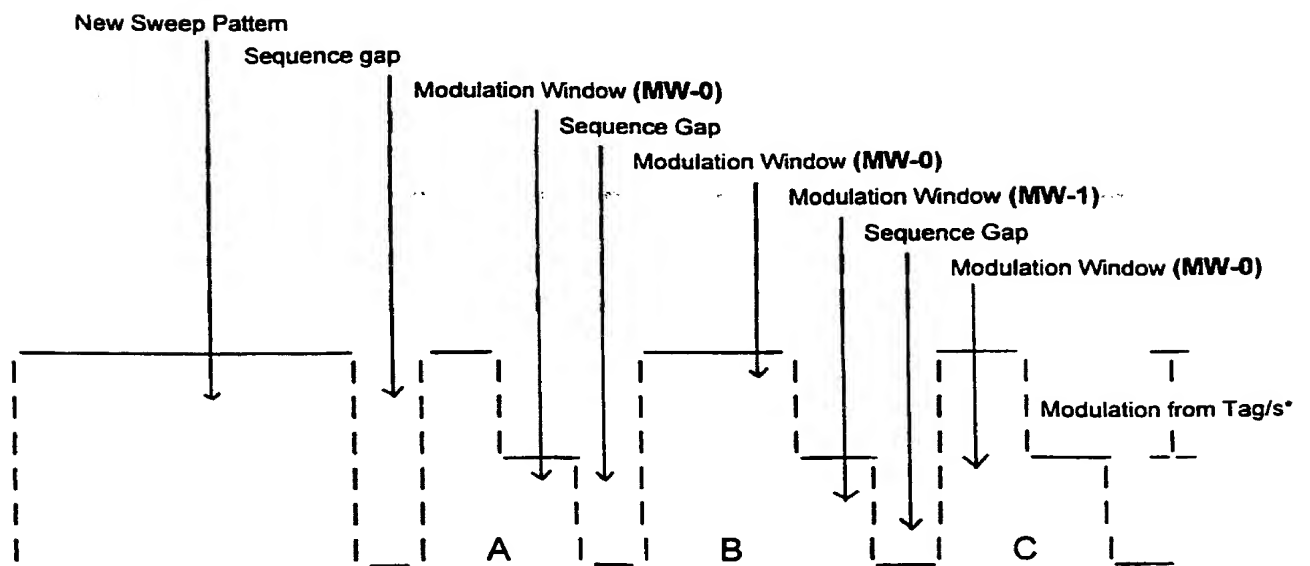 New Sweep Pattern
Sequence gap
Modulation Window (MW-0)
Sequence Gap
Modulation Window (MW-0)
Modulation Window (MW-1)
Sequence Gap
Modulation Window (MW-0)
Modulation from Tag/s*
A
B
C